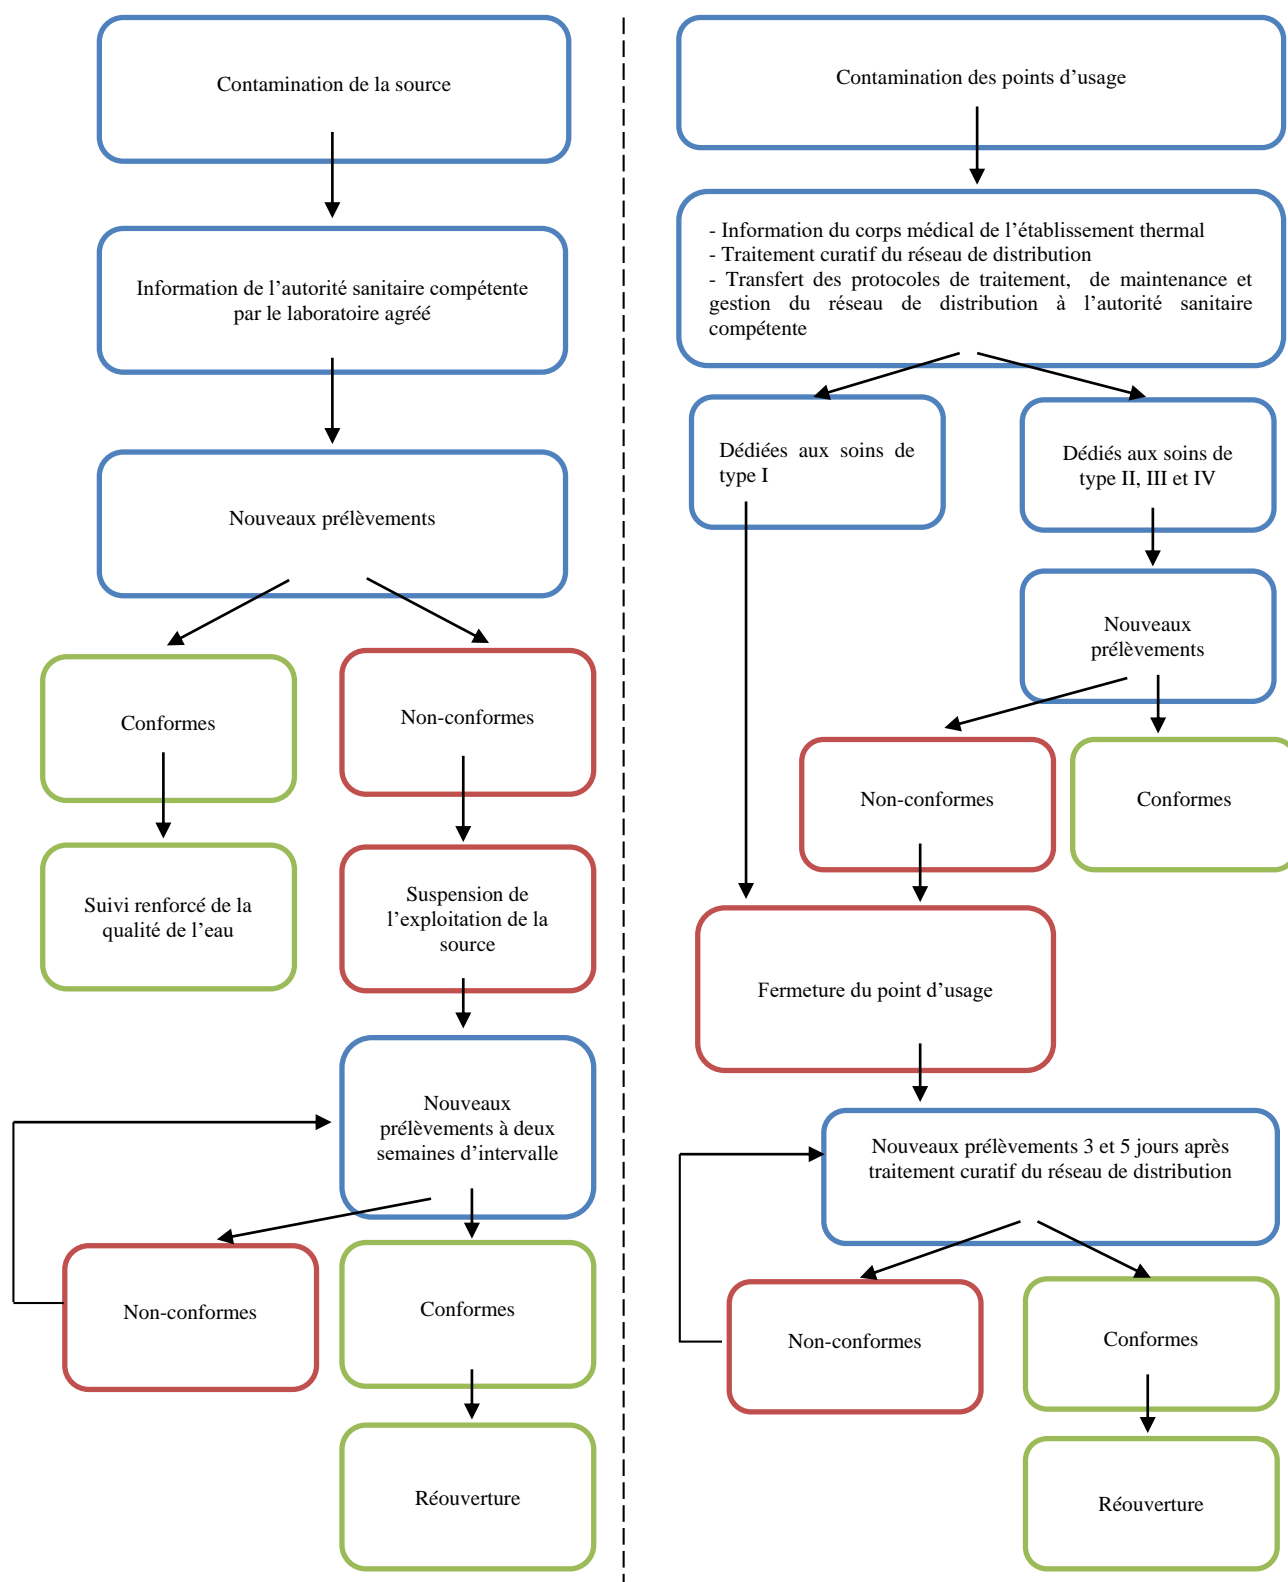 Contamination de la source
Information de l’autorité sanitaire compétente
par le laboratoire agréé
Nouveaux prélèvements
Conformes
Non-conformes
Suivi renforcé de la
qualité de l’eau
Suspension de
l’exploitation de la
source
Nouveaux
prélèvements à deux
semaines d’intervalle
Non-conformes
Conformes
Réouverture
Contamination des points d’usage
- Information du corps médical de l’établissement thermal
- Traitement curatif du réseau de distribution
- Transfert des protocoles de traitement, de maintenance et
gestion du réseau de distribution à l’autorité sanitaire
compétente
Dédiées aux soins de
type I
Dédiés aux soins de
type II, III et IV
Nouveaux
prélèvements
Non-conformes
Conformes
Fermeture du point d’usage
Nouveaux prélèvements 3 et 5 jours après
traitement curatif du réseau de distribution
Non-conformes
Conformes
Réouverture